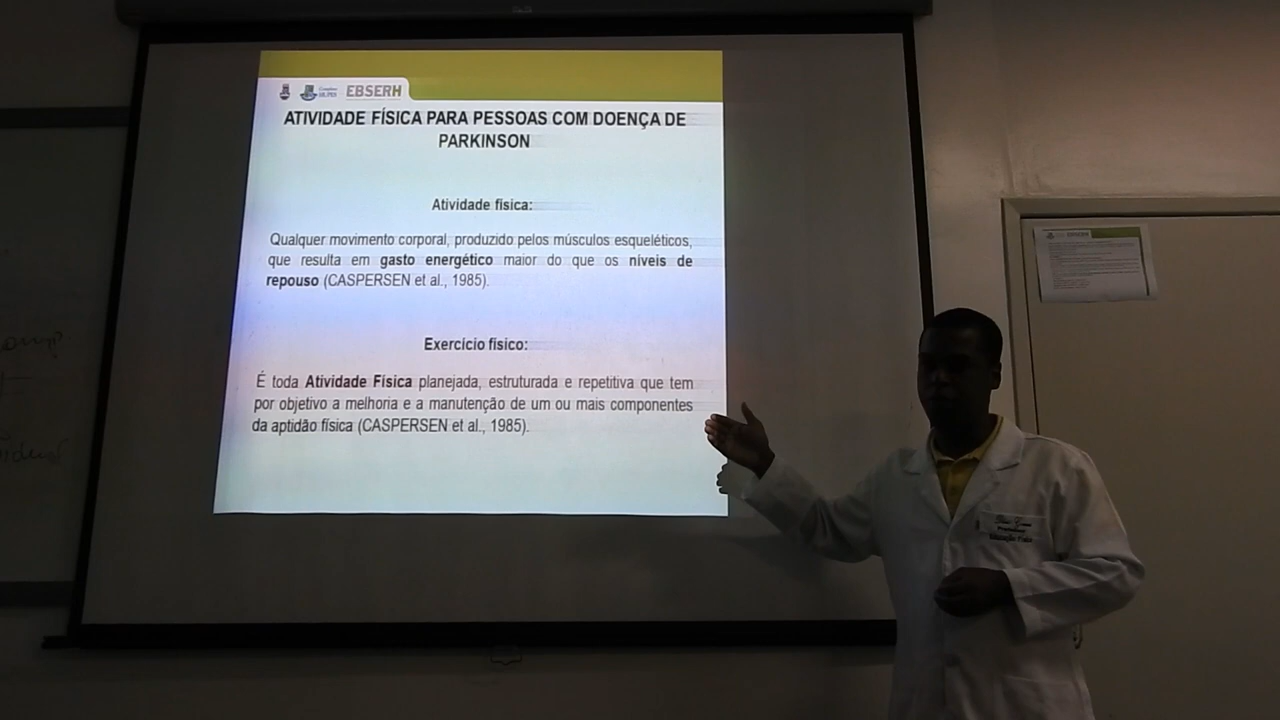 EBSERH
ATIVIDADE FÍSICA PARA PESSOAS COM DOENÇA DE
PARKINSON
Atividade física:
Qualquer movimento corporal, produzido pelos músculos esqueléticos,
que resulta em gasto energético maior do que os níveis de
repouso (CASPERSEN et al., 1985).
Exercício físico:
É toda Atividade Física planejada, estruturada e repetitiva que tem
por objetivo a melhoria e a manutenção de um ou mais componentes
da aptidão física (CASPERSEN et al., 1985).
EBSERH